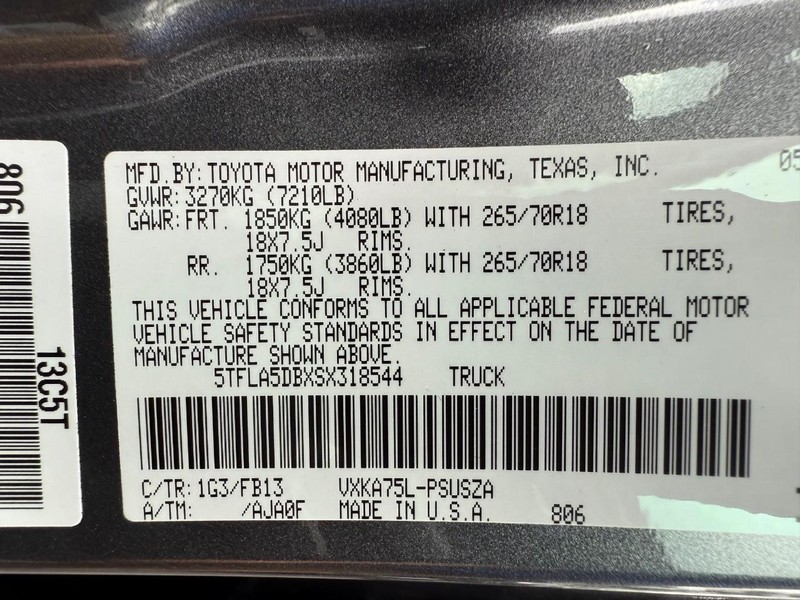 806
13C5T
MFD.BY:TOYOTA MOTOR MANUFACTURING, TEXAS, INC. 05
GVWR:3270KG (7210LB)
GAWR:FRT. 1850KG (4080LB) WITH 265/70R18 TIRES,
18X7.5J RIMS.
RR. 1750KG (3860LB) WITH 265/70R18 TIRES,
18X7.5J RIMS.
THIS VEHICLE CONFORMS TO ALL APPLICABLE FEDERAL MOTOR
VEHICLE SAFETY STANDARDS IN EFFECT ON THE DATE OF
MANUFACTURE SHOWN ABOVE.
5TFLA5DBXSX318544 TRUCK
C/TR:1G3/FB13 VXKA75L-PSUSZA
A/TM: /AJA0F MADE IN U.S.A. 806